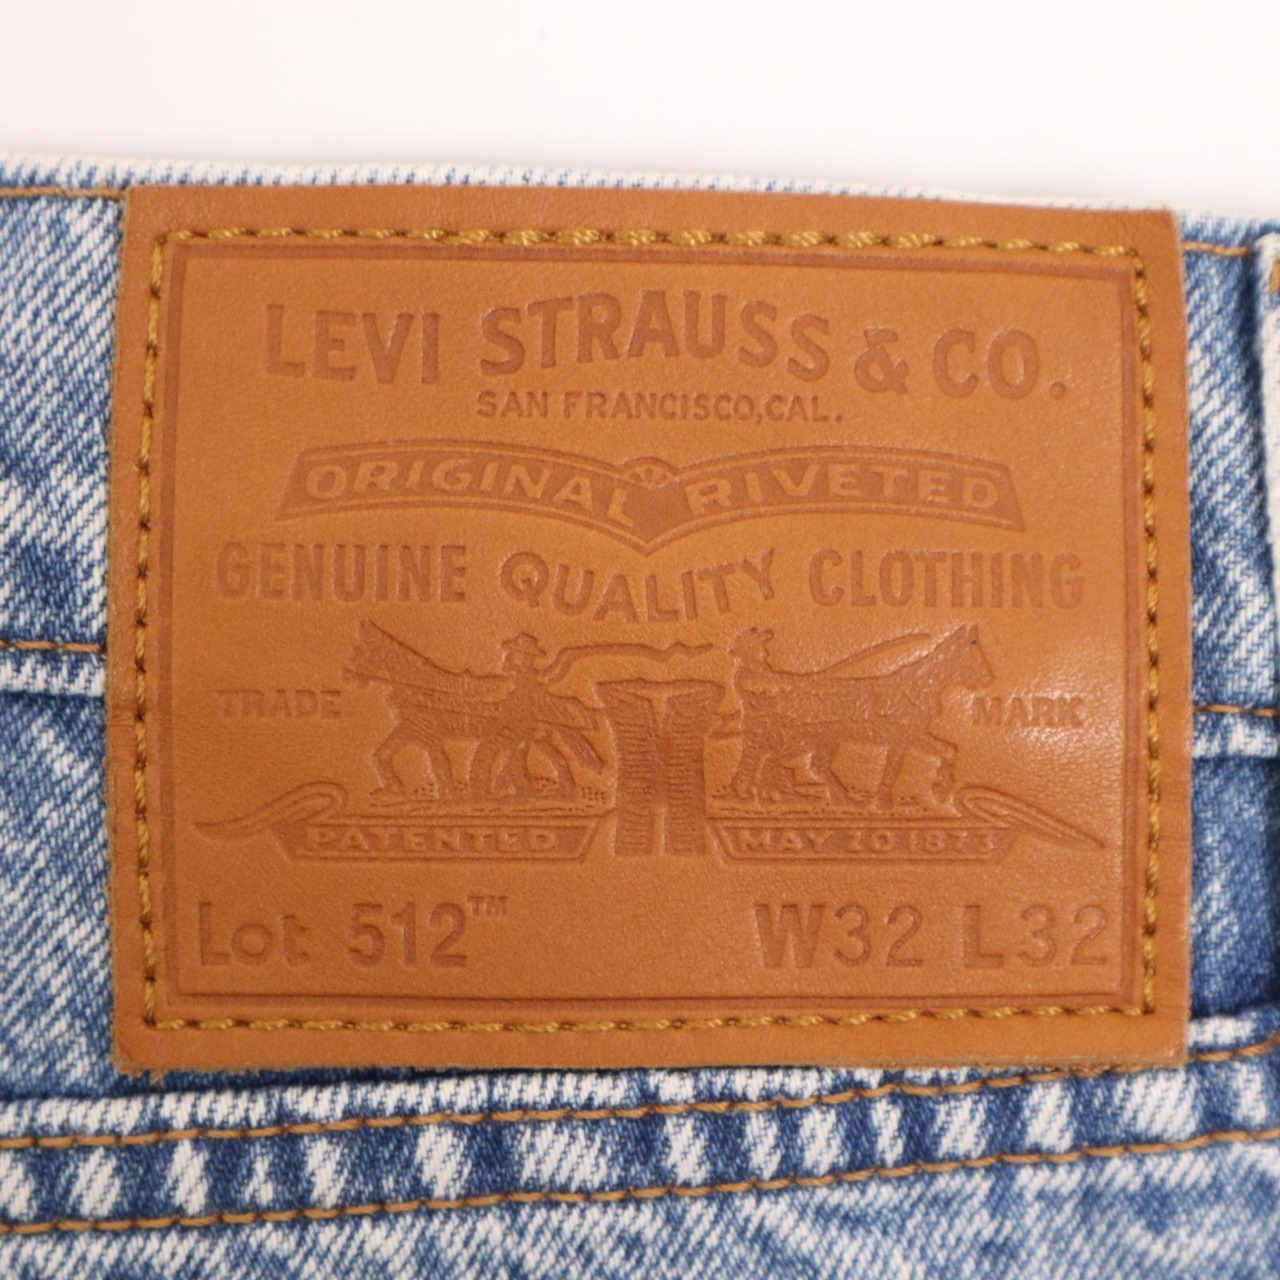 LEVI STRAUSS & CO.
SAN FRANCISCO, CAL.
ORIGINAL RIVETED
GENUINE QUALITY CLOTHING
TRADE MARK
PATENTED MAY 20 1873
Lot 512™ W32 L32